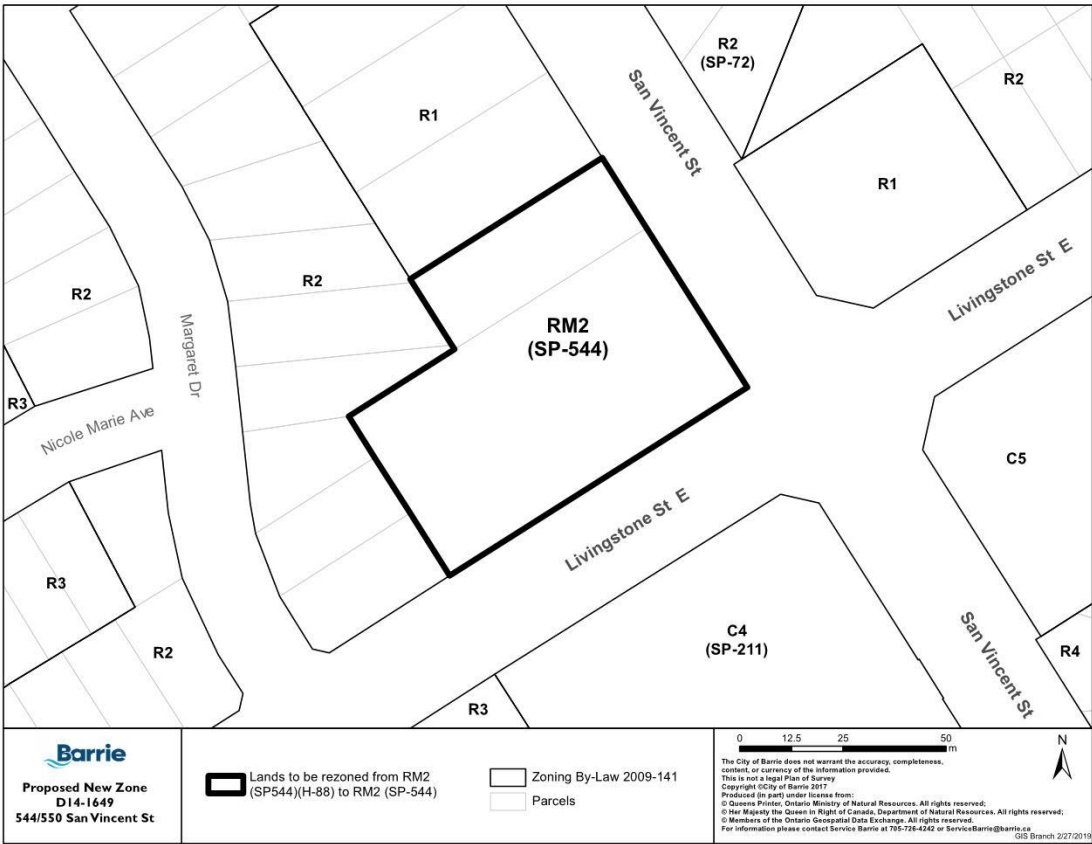 R2
(SP-72)
R2
R1
San Vincent St
R1
Livingstone St E
R2
R2
RM2
(SP-544)
Margaret Dr
R3
Nicole Marie Ave
C5
Livingstone St E
R3
R2
C4
(SP-211)
San Vincent St
R4
R3
Barrie
Proposed New Zone
D14-1649
544/550 San Vincent St
Lands to be rezoned from RM2
(SP544)(H-88) to RM2 (SP-544)
Zoning By-Law 2009-141
Parcels
0 12.5 25 50
m
N
The City of Barrie does not warrant the accuracy, completeness,
content, or currency of the information provided.
This is not a legal Plan of Survey
Copyright ©City of Barrie 2017
Produced (in part) under license from:
© Queens Printer, Ontario Ministry of Natural Resources. All rights reserved;
© Her Majesty the Queen in Right of Canada, Department of Natural Resources. All rights reserved;
© Members of the Ontario Geospatial Data Exchange. All rights reserved.
For information please contact Service Barrie at 705-726-4242 or ServiceBarrie@barrie.ca
GIS Branch 2/27/2019